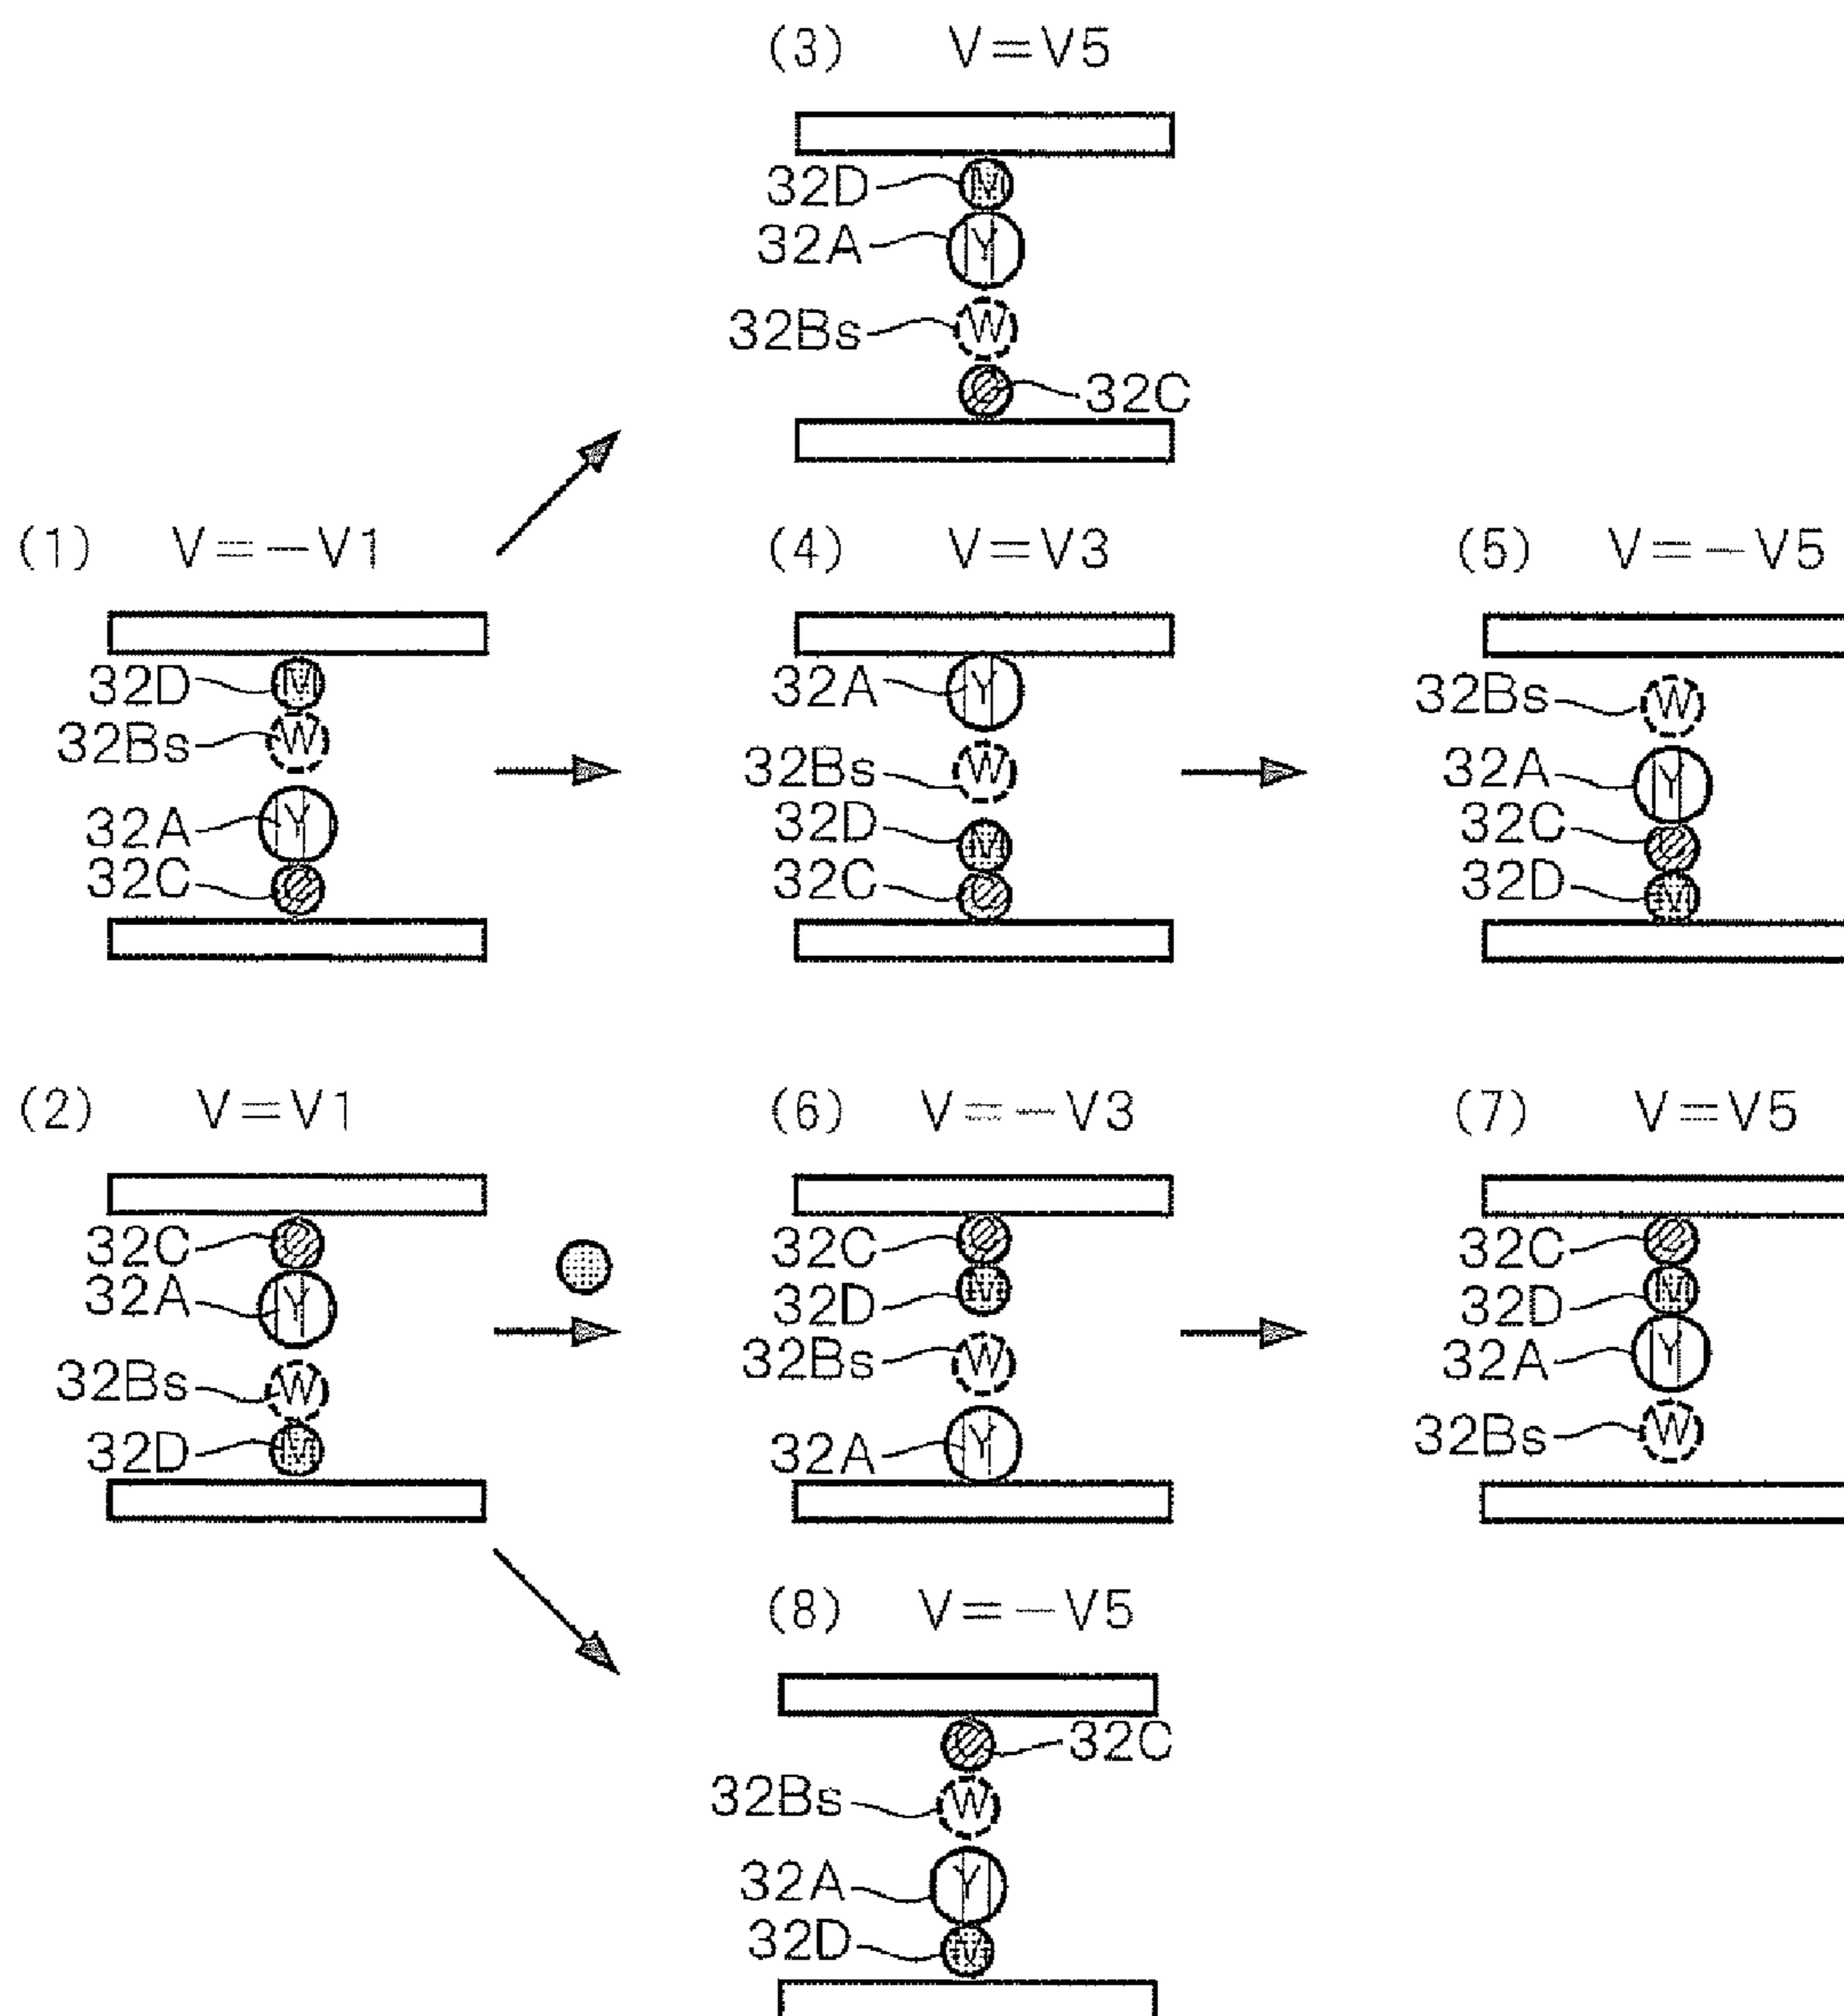 (3) V=V5
32D M
32A Y
32Bs W
C 32C
(1) V=-V1
32D M
32Bs W
32A Y
32C C
(4) V=V3
32A Y
32Bs W
32D M
32C C
(5) V=-V5
32Bs W
32A Y
32C C
32D M
(2) V=V1
32C C
32A Y
32Bs W
32D M
(6) V=-V3
32C C
32D M
32Bs W
32A Y
(7) V=V5
32C C
32D M
32A Y
32Bs W
(8) V=-V5
C 32C
32Bs W
32A Y
32D M